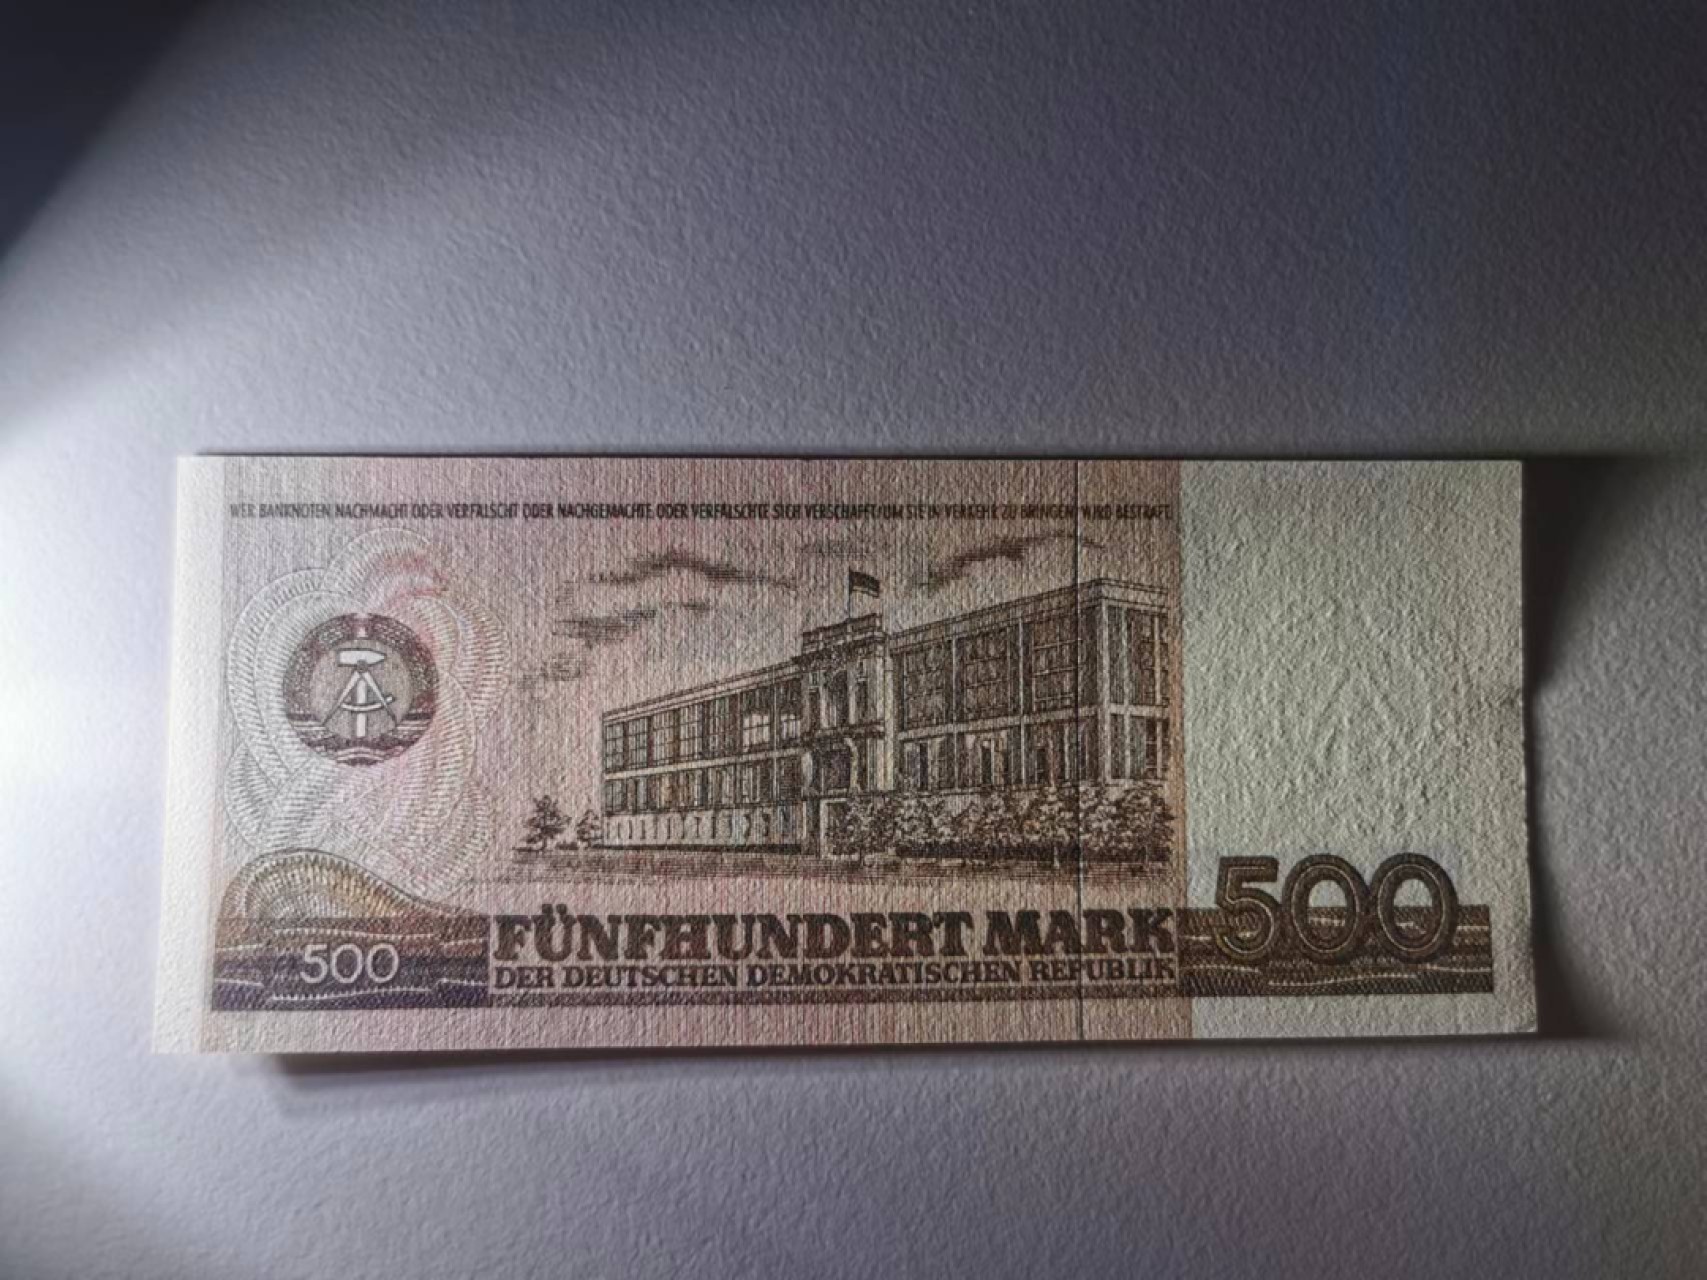 WER BANKNOTEN NACHMACHT ODER VERFÄLSCHT ODER NACHGEMACHTE ODER VERFÄLSCHTE SICH VERSCHAFFT, UM SIE IN VERKEHR ZU BRINGEN, WIRD BESTRAFT
500
FÜNFHUNDERT MARK
DER DEUTSCHEN DEMOKRATISCHEN REPUBLIK
500